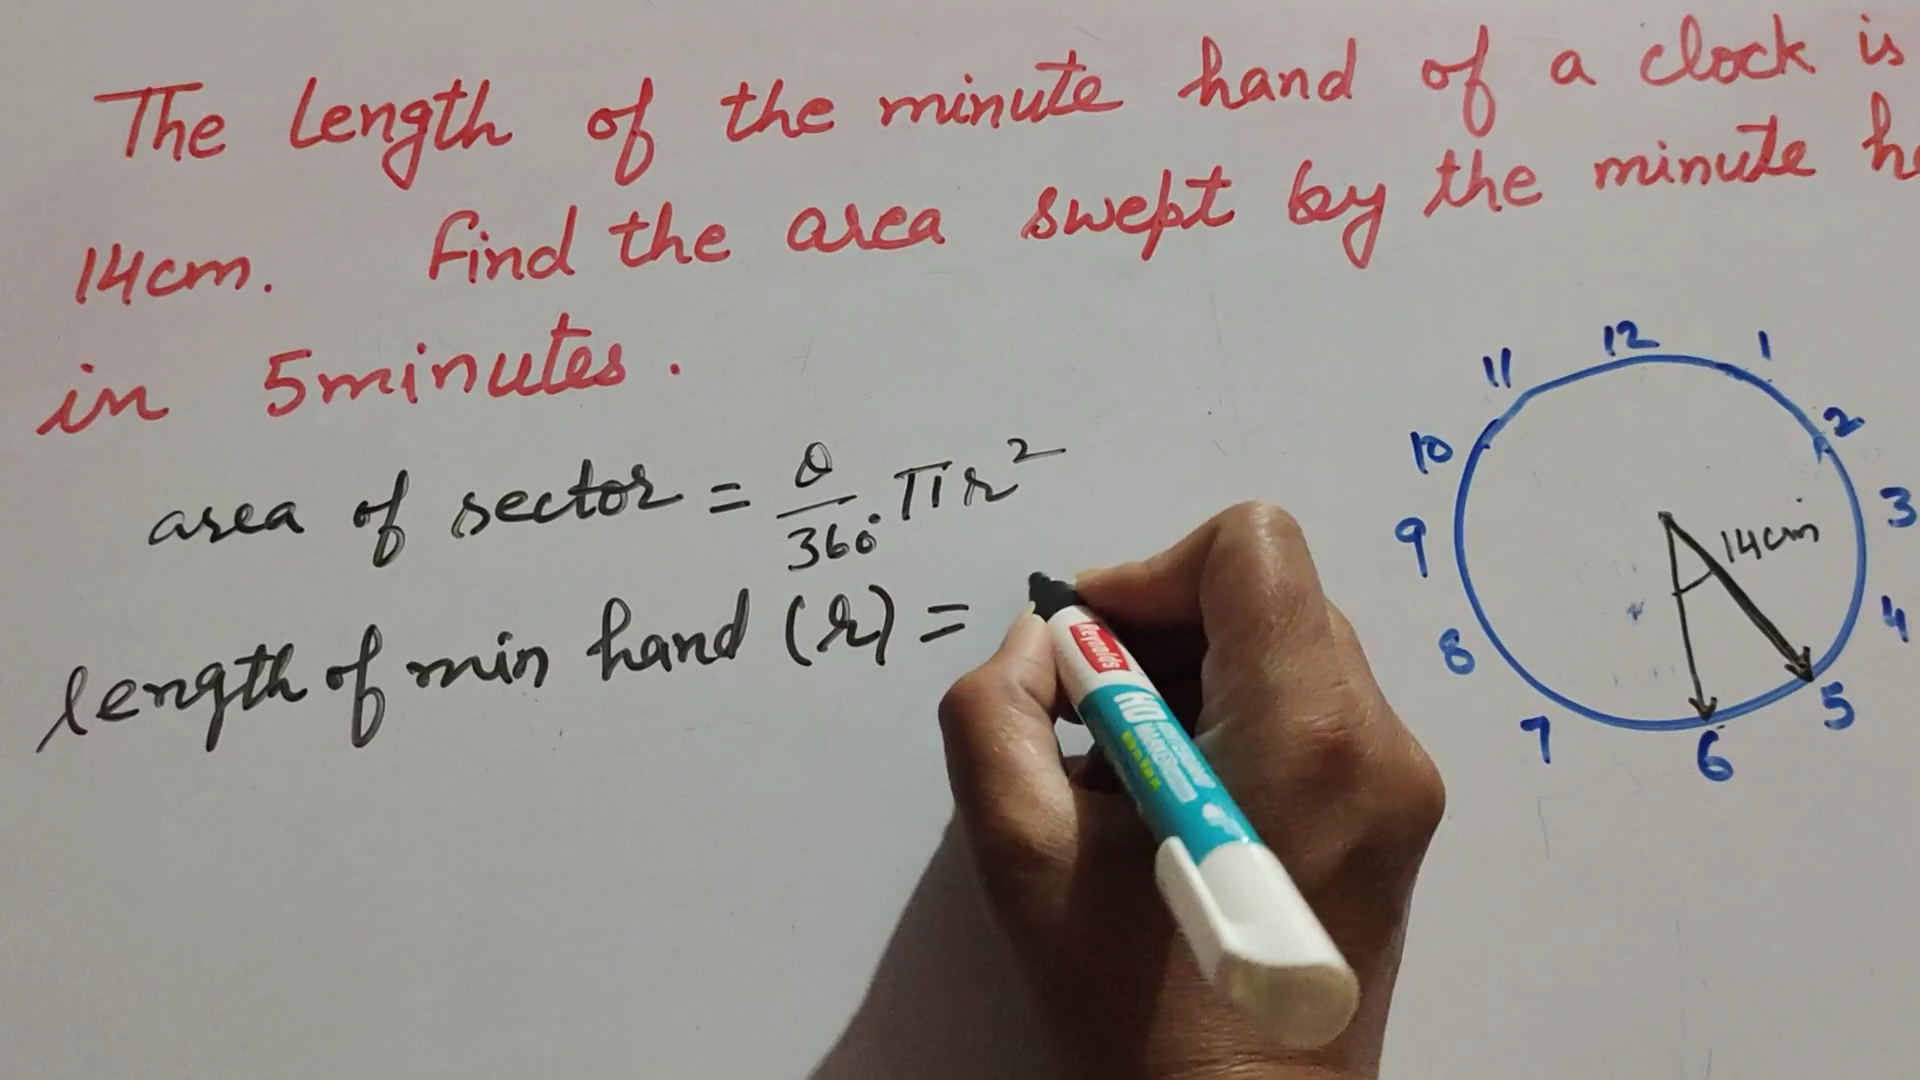 The length of the minute hand of a clock is
14cm. Find the area swept by the minute
in 5minutes.
area of sector = θ/360° πr²
length of min hand (r) =
12
1
2
3
4
5
6
7
8
9
10
11
14cm
Reynolds
HD